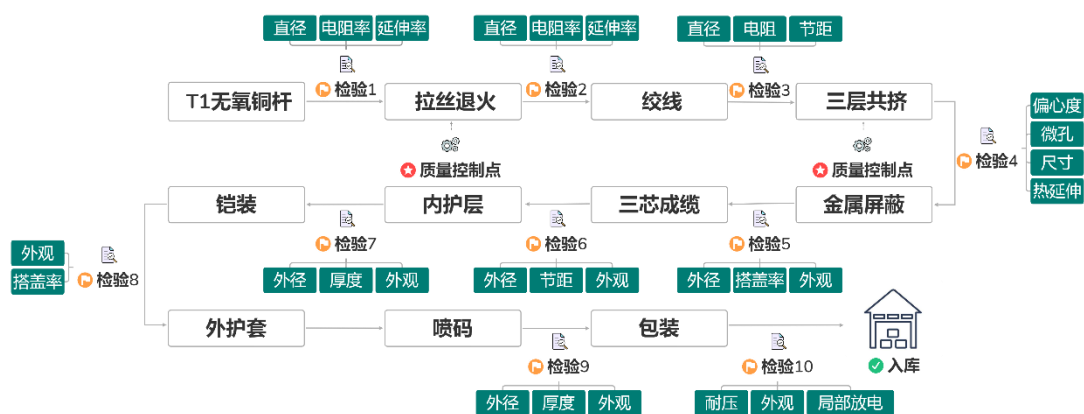 直径 电阻率 延伸率
直径 电阻率 延伸率
直径 电阻 节距
检验1
检验2
检验3
T1无氧铜杆
拉丝退火
绞线
三层共挤
偏心度
微孔
尺寸
热延伸
检验4
质量控制点
质量控制点
铠装
内护层
三芯成缆
金属屏蔽
检验7
检验6
检验5
外径 厚度 外观
外径 节距 外观
外径 搭盖率 外观
外观
搭盖率
检验8
外护套
喷码
包装
入库
检验9
检验10
外径 厚度 外观
耐压 外观 局部放电